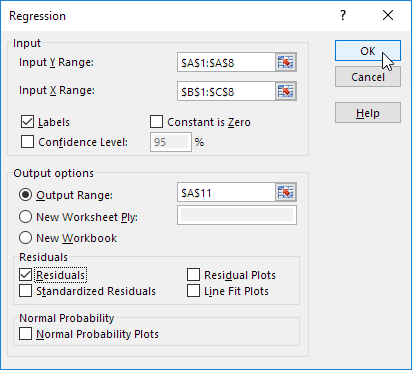 Regression
Input
Input Y Range: $A$1:$A$8
OK
Input X Range: $B$1:$C$8
Cancel
Labels Constant is Zero
Help
Confidence Level: 95 %
Output options
Output Range: $A$11
New Worksheet Ply:
New Workbook
Residuals
Residuals Residual Plots
Standardized Residuals Line Fit Plots
Normal Probability
Normal Probability Plots